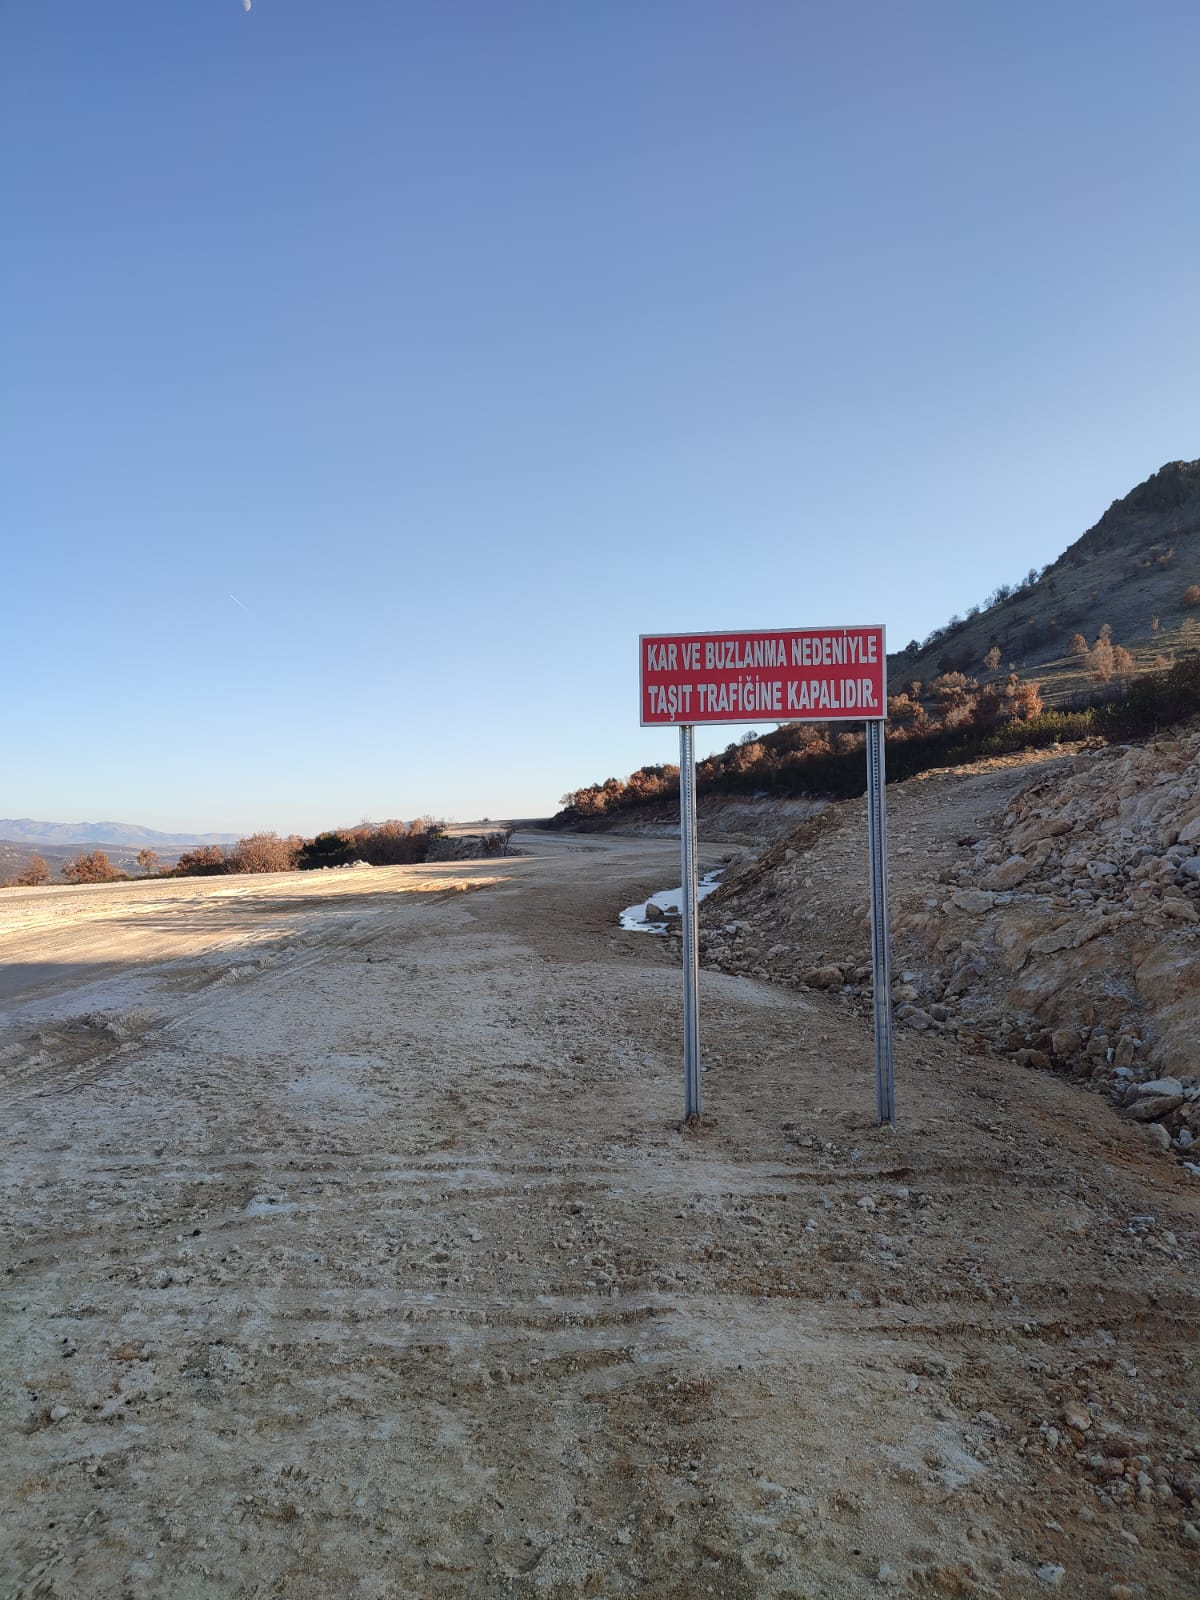 KAR VE BUZLANMA NEDENİYLE
TAŞIT TRAFİĞİNE KAPALIDIR.